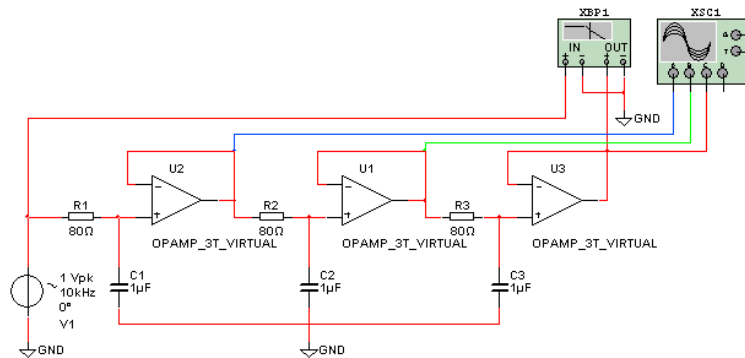 XBP1
XSC1
IN OUT
G
T
A B C D
GND
U2
U1
U3
R1
80Ω
R2
80Ω
R3
80Ω
OPAMP_3T_VIRTUAL
OPAMP_3T_VIRTUAL
OPAMP_3T_VIRTUAL
C1
1µF
C2
1µF
C3
1µF
1 Vpk
10kHz
0°
V1
GND
GND